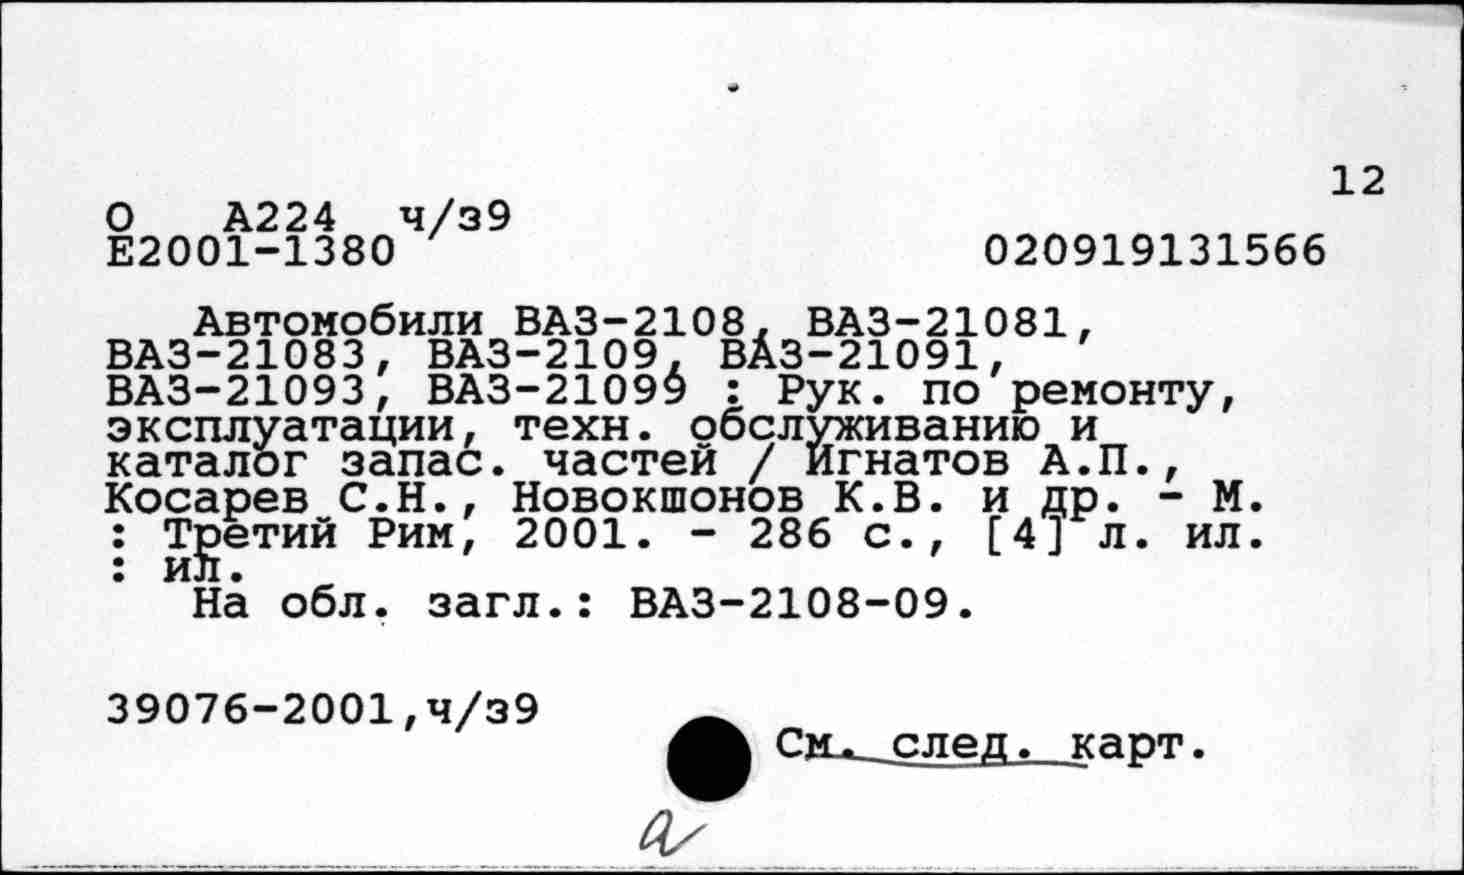 12
О А224 ч/з9
Е2001-1380 020919131566
Автомобили ВАЗ-2108, ВАЗ-21081,
ВАЗ-21083, ВАЗ-2109, ВАЗ-21091,
ВАЗ-21093, ВАЗ-21099 : Рук. по ремонту,
эксплуатации, техн. обслуживанию и
каталог запас. частей / Игнатов А.П.,
Косарев С.Н., Новокшонов К.В. и др. - М.
: Третий Рим, 2001. - 286 с., [4] л. ил.
: ил.
На обл. загл.: ВАЗ-2108-09.
39076-2001,ч/з9
См. след. карт.